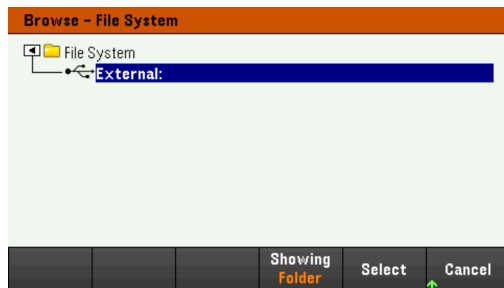 Browse - File System
File System
External:
Showing
Folder
Select
Cancel